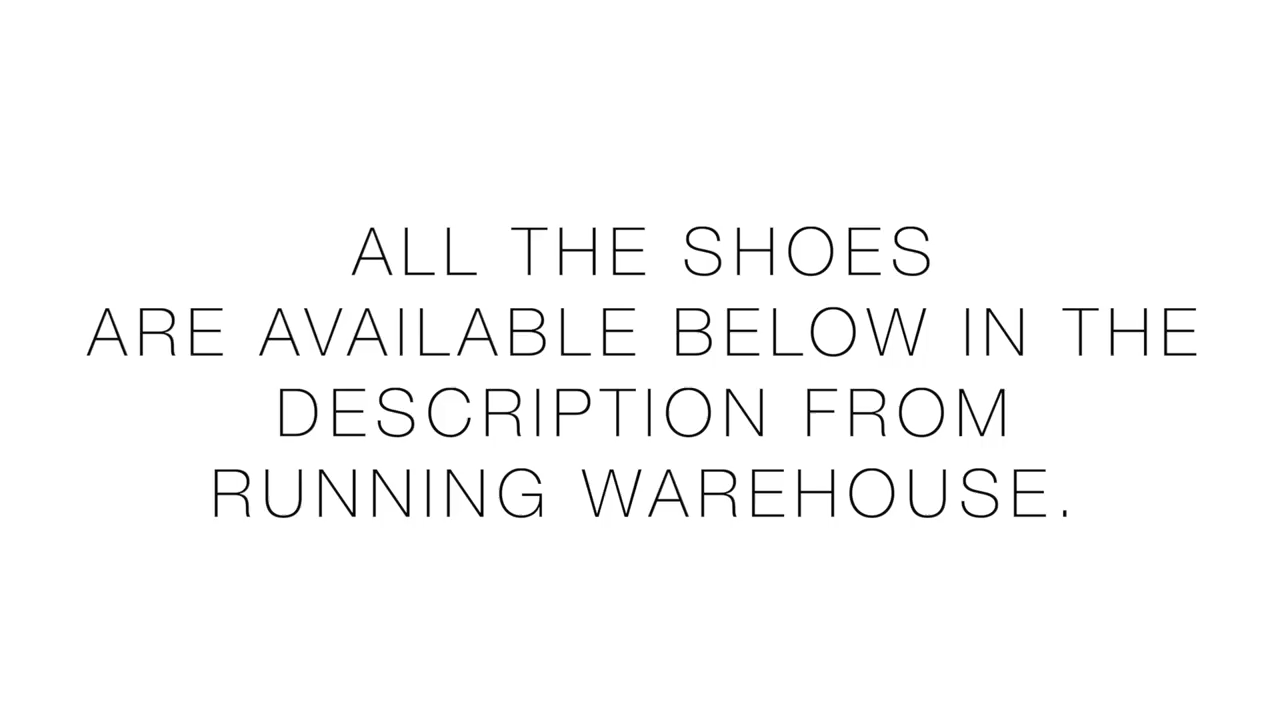 ALL THE SHOES
ARE AVAILABLE BELOW IN THE
DESCRIPTION FROM
RUNNING WAREHOUSE.